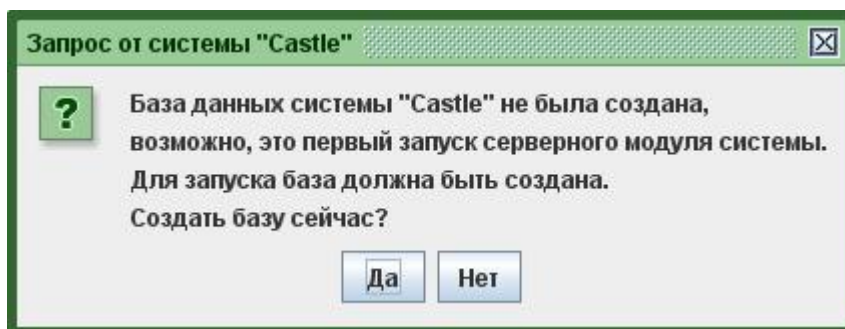 Запрос от системы "Castle"
?
База данных системы "Castle" не была создана,
возможно, это первый запуск серверного модуля системы.
Для запуска база должна быть создана.
Создать базу сейчас?
Да Нет